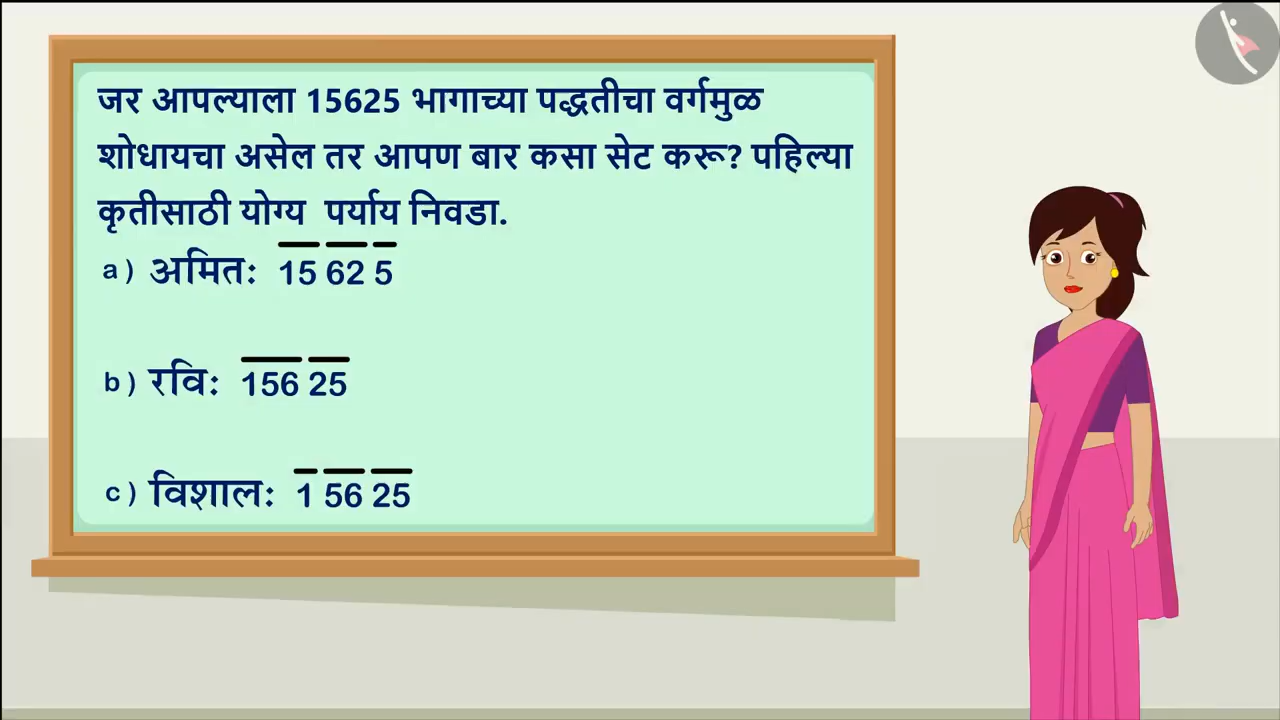 जर आपल्याला 15625 भागाच्या पद्धतीचा वर्गमुळ
शोधायचा असेल तर आपण बार कसा सेट करू? पहिल्या
कृतीसाठी योग्य पर्याय निवडा.
a) अमितः 15 62 5
b) रविः 156 25
c) विशालः 1 56 25